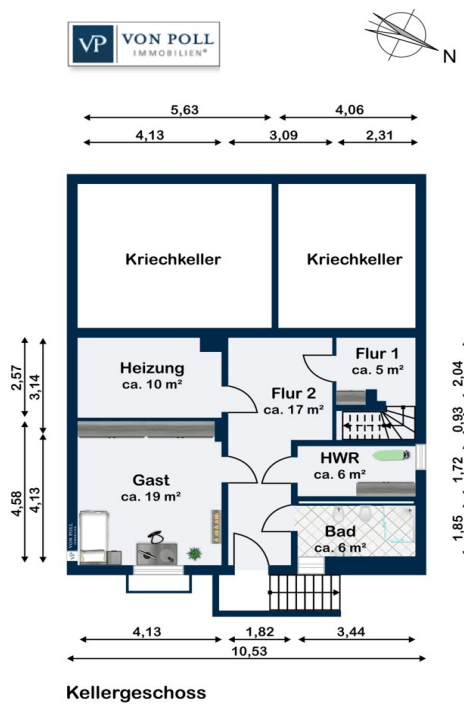 VP VON POLL
IMMOBILIEN®
N
5,63 4,06
4,13 3,09 2,31
Kriechkeller Kriechkeller
Heizung
ca. 10 m²
Flur 1
ca. 5 m²
Flur 2
ca. 17 m²
HWR
ca. 6 m²
Gast
ca. 19 m²
Bad
ca. 6 m²
2,57
3,14
4,58
4,13
2,04
0,93
1,72
1,85
VP VON POLL
4,13 1,82 3,44
10,53
Kellergeschoss